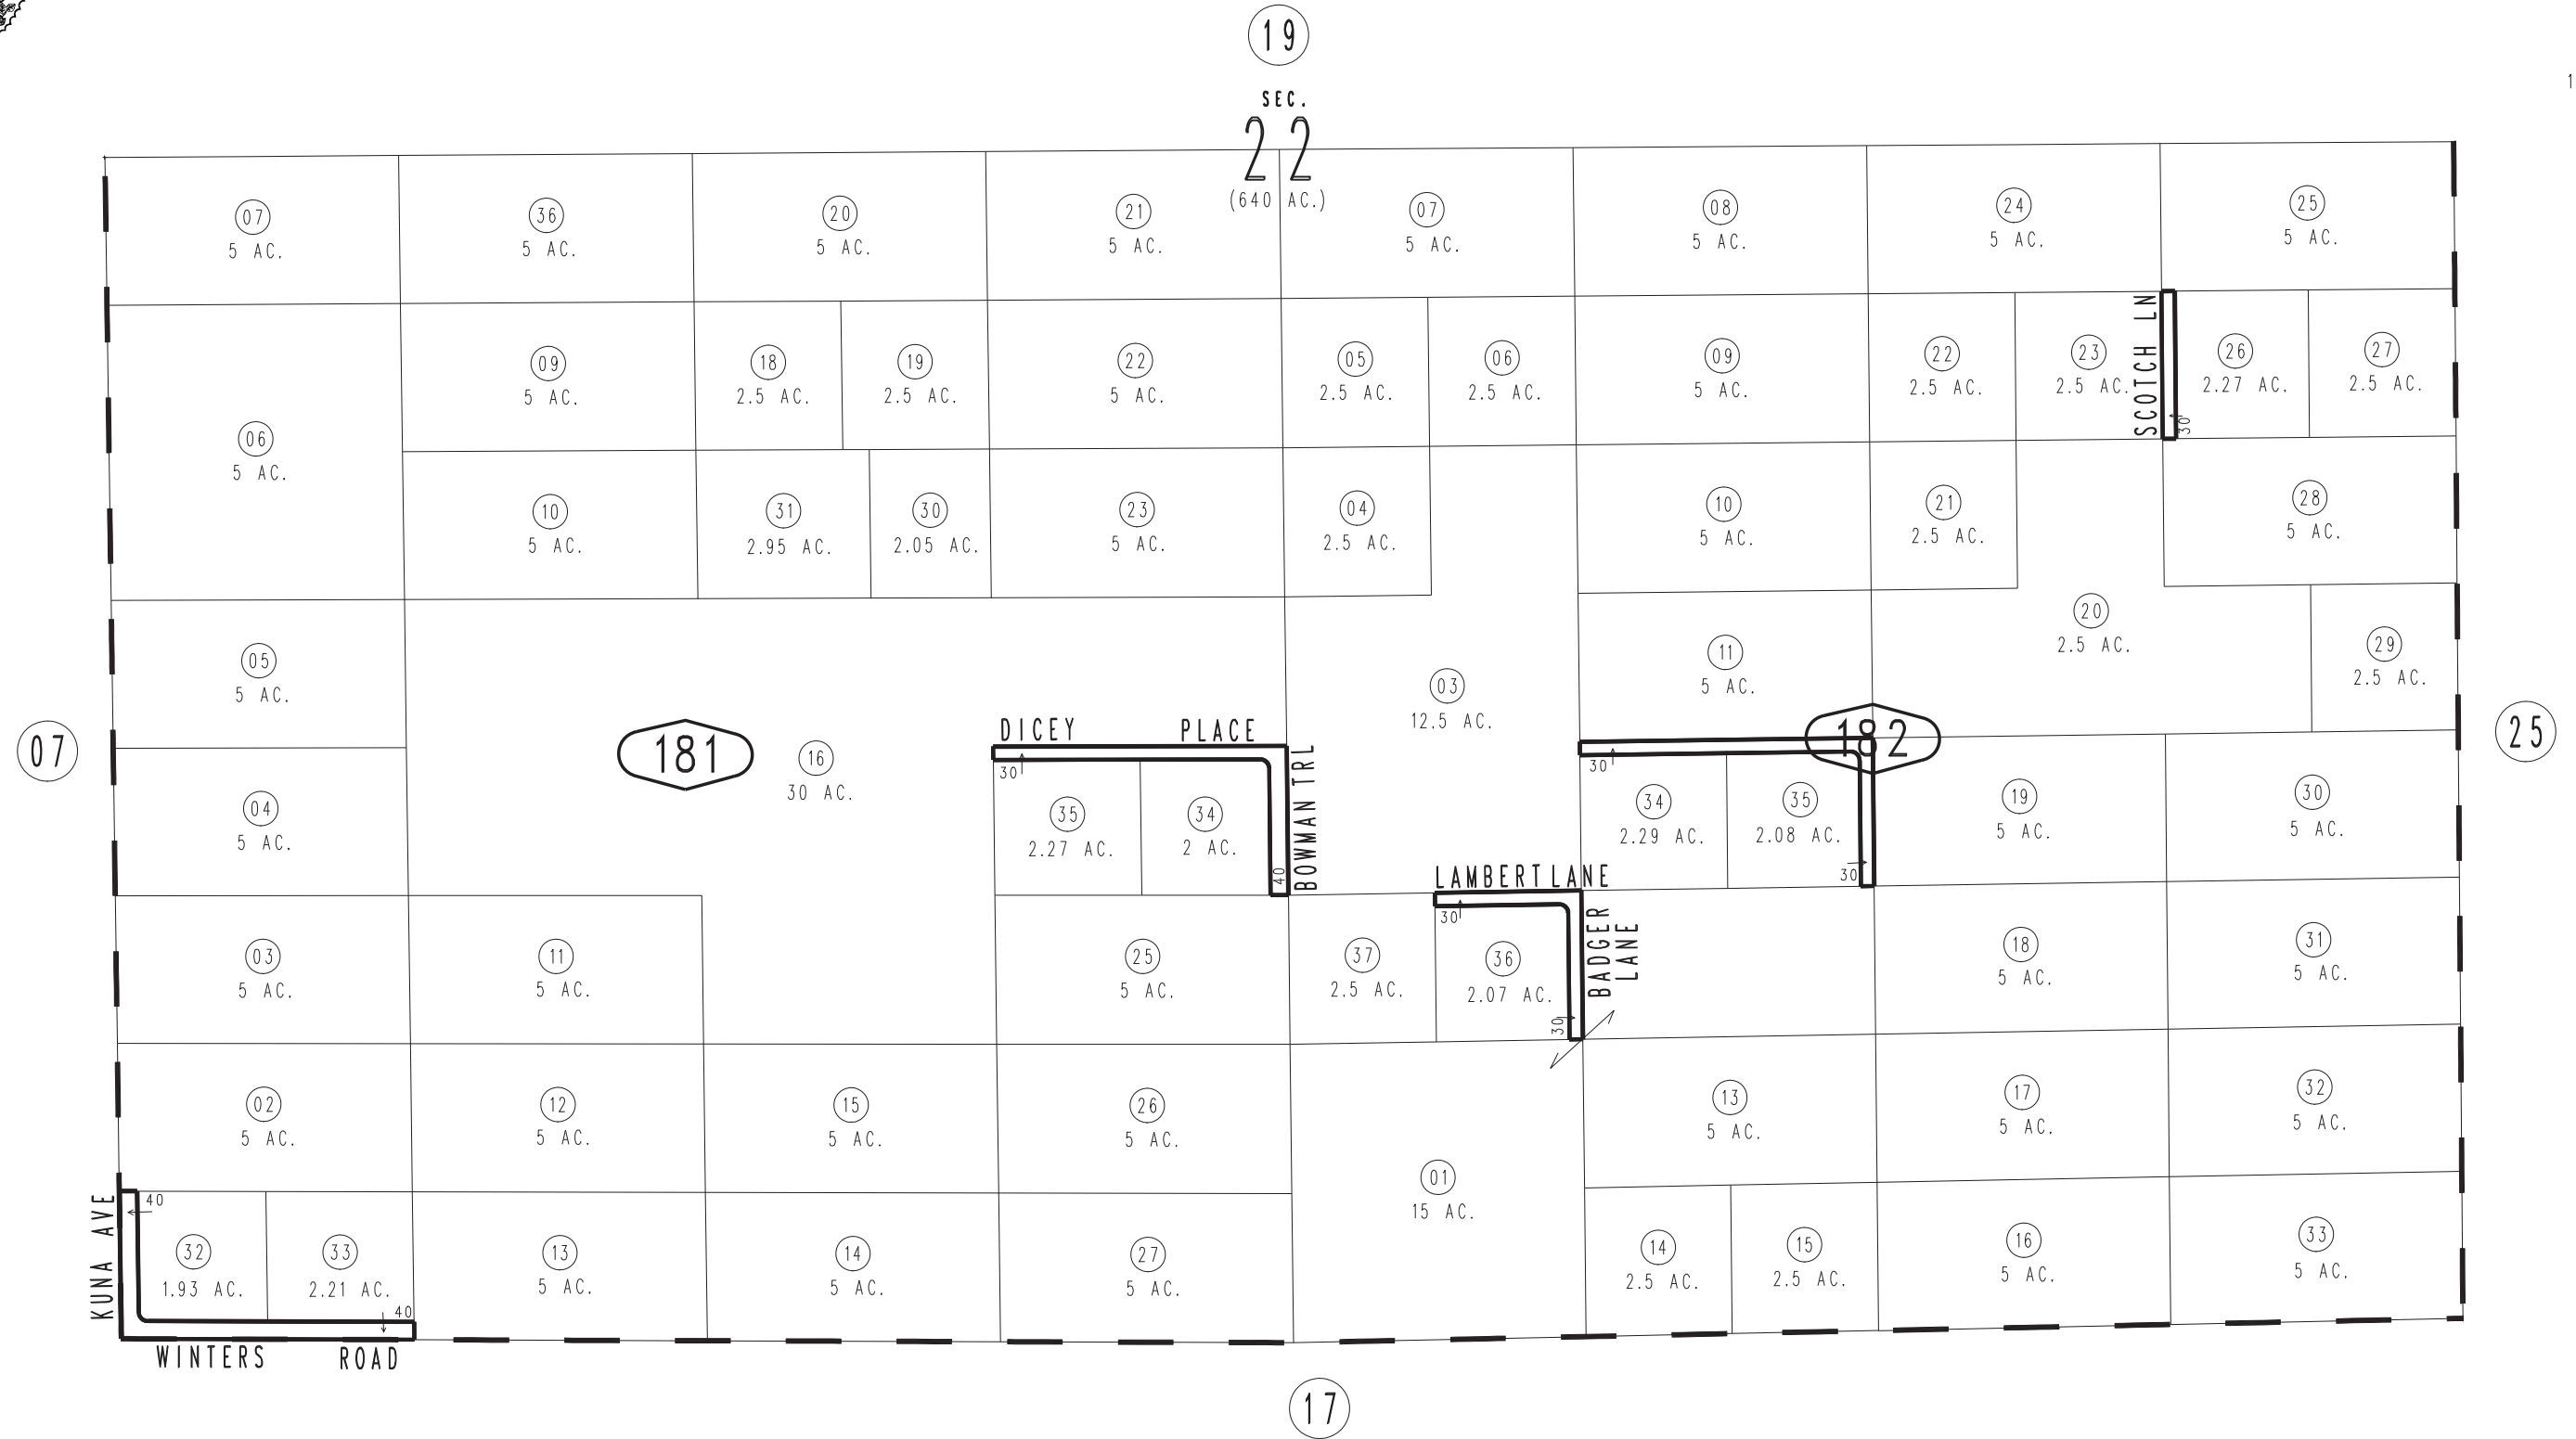 19
SEC.
22
(640 AC.)
1
07 36 20 21 07 08 24 25
5 AC. 5 AC. 5 AC. 5 AC. 5 AC. 5 AC. 5 AC. 5 AC.
09 18 19 22 05 06 09 22 23 SCOTCH LN 26 27
5 AC. 2.5 AC. 2.5 AC. 5 AC. 2.5 AC. 2.5 AC. 5 AC. 2.5 AC. 2.5 AC. 2.27 AC. 2.5 AC.
30
06
5 AC.
10 31 30 23 04 10 21 28
5 AC. 2.95 AC. 2.05 AC. 5 AC. 2.5 AC. 5 AC. 2.5 AC. 5 AC.
05 03 11 20 29
5 AC. 12.5 AC. 5 AC. 2.5 AC. 2.5 AC.
DICEY PLACE
07 181 16 182 25
30 AC.
30 BOWMAN TRL 30
04 35 34 34 35 19 30
5 AC. 2.27 AC. 2 AC. 2.29 AC. 2.08 AC. 5 AC. 5 AC.
40 LAMBERT LANE 30
30
03 11 25 37 36 BADGER LANE 18 31
5 AC. 5 AC. 5 AC. 2.5 AC. 2.07 AC. 5 AC. 5 AC.
30
02 12 15 26 13 17 32
5 AC. 5 AC. 5 AC. 5 AC. 5 AC. 5 AC. 5 AC.
01
15 AC.
40
KUNA AVE 32 33 13 14 27 14 15 16 33
1.93 AC. 2.21 AC. 5 AC. 5 AC. 5 AC. 2.5 AC. 2.5 AC. 5 AC. 5 AC.
40
WINTERS ROAD
17